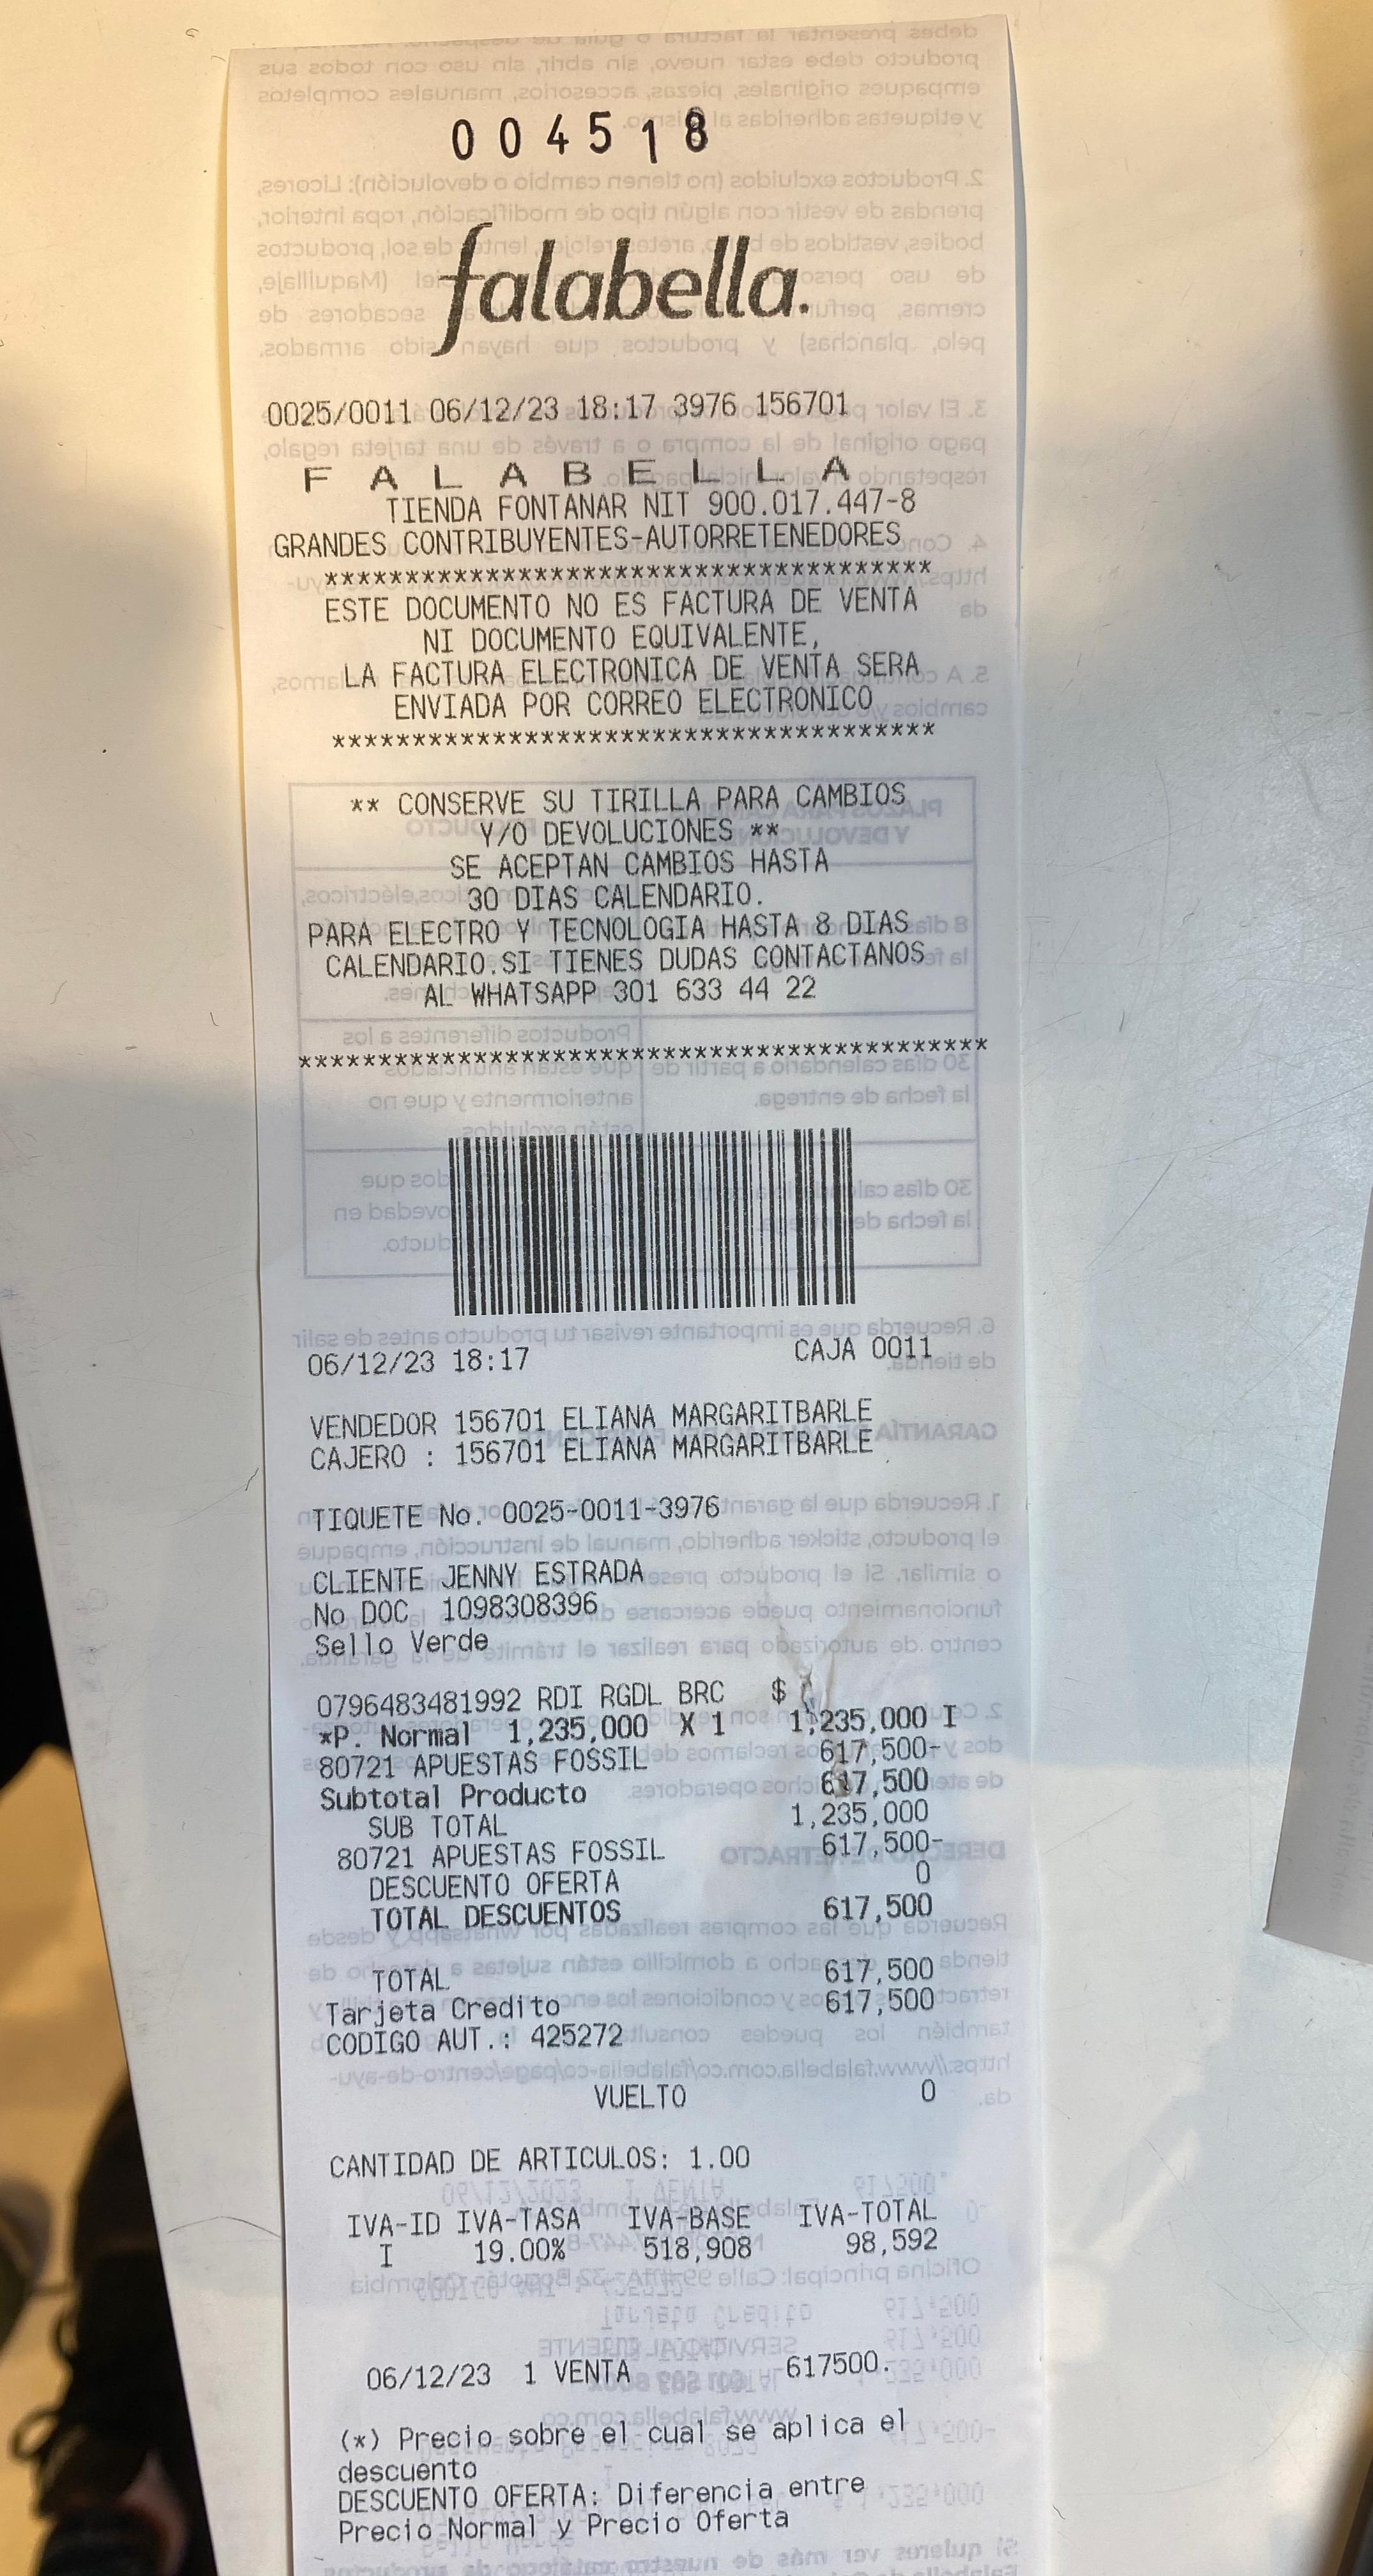 004518
falabella.
0025/0011 06/12/23 18:17 3976 156701
F A L A B E L L A
TIENDA FONTANAR NIT 900.017.447-8
GRANDES CONTRIBUYENTES-AUTORRETENEDORES
**************************************
ESTE DOCUMENTO NO ES FACTURA DE VENTA
NI DOCUMENTO EQUIVALENTE,
LA FACTURA ELECTRONICA DE VENTA SERA
ENVIADA POR CORREO ELECTRONICO
**************************************
** CONSERVE SU TIRILLA PARA CAMBIOS
Y/O DEVOLUCIONES **
SE ACEPTAN CAMBIOS HASTA
30 DIAS CALENDARIO.
PARA ELECTRO Y TECNOLOGIA HASTA 8 DIAS
CALENDARIO.SI TIENES DUDAS CONTACTANOS
AL WHATSAPP 301 633 44 22
********************************************
06/12/23 18:17 CAJA 0011
VENDEDOR 156701 ELIANA MARGARITBARLE
CAJERO : 156701 ELIANA MARGARITBARLE
TIQUETE No. 0025-0011-3976
CLIENTE JENNY ESTRADA
No DOC 1098308396
Sello Verde
0796483481992 RDI RGDL BRC $
*P. Normal 1,235,000 X 1 1,235,000 I
80721 APUESTAS FOSSIL 617,500-
Subtotal Producto 617,500
SUB TOTAL 1,235,000
80721 APUESTAS FOSSIL 617,500-
DESCUENTO OFERTA 0
TOTAL DESCUENTOS 617,500
TOTAL 617,500
Tarjeta Credito 617,500
CODIGO AUT.: 425272
VUELTO 0
CANTIDAD DE ARTICULOS: 1.00
IVA-ID IVA-TASA IVA-BASE IVA-TOTAL
I 19.00% 518,908 98,592
06/12/23 1 VENTA 617500.
(*) Precio sobre el cual se aplica el
descuento
DESCUENTO OFERTA: Diferencia entre
Precio Normal y Precio Oferta